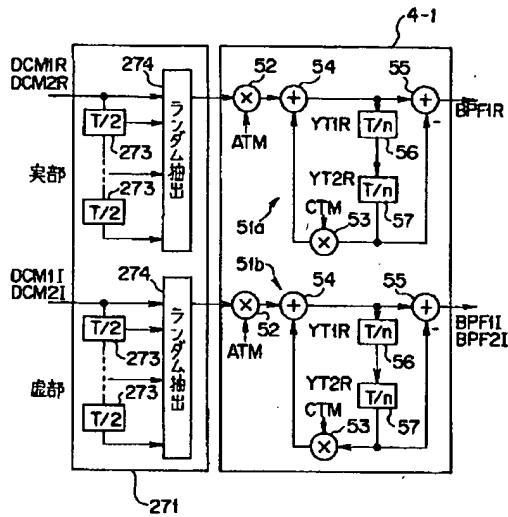 4-1
DCM1R
DCM2R
274
52
54
55
T/2
273
ランダム抽出
ATM
YT1R
T/n
56
BPF1R
-
実部
273
T/2
51a
YT2R
T/n
57
CTM
53
DCM1I
DCM2I
274
51b
54
55
T/2
273
ランダム抽出
52
ATM
YT1R
T/n
56
BPF1I
BPF2I
-
虚部
273
T/2
YT2R
T/n
57
CTM
53
271